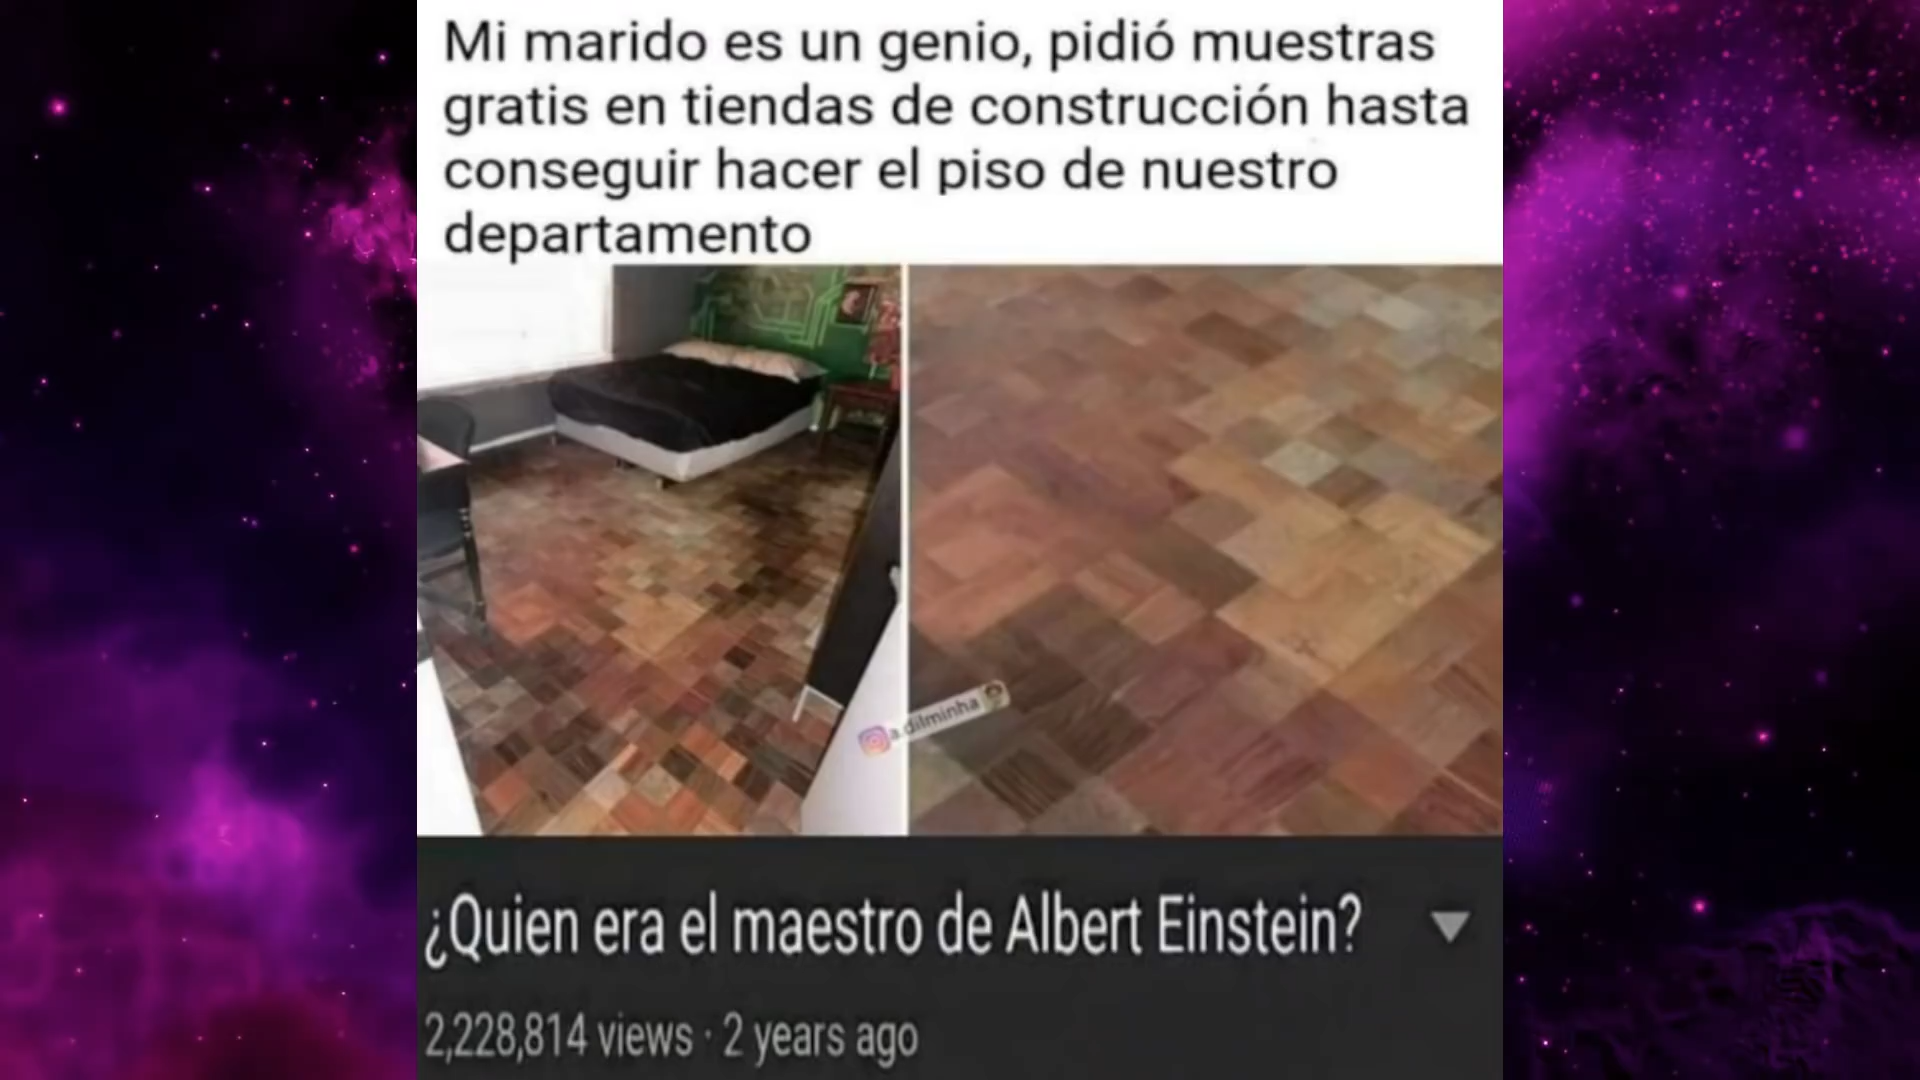 Mi marido es un genio, pidió muestras
gratis en tiendas de construcción hasta
conseguir hacer el piso de nuestro
departamento
a.dilminha
¿Quien era el maestro de Albert Einstein?
2,228,814 views · 2 years ago